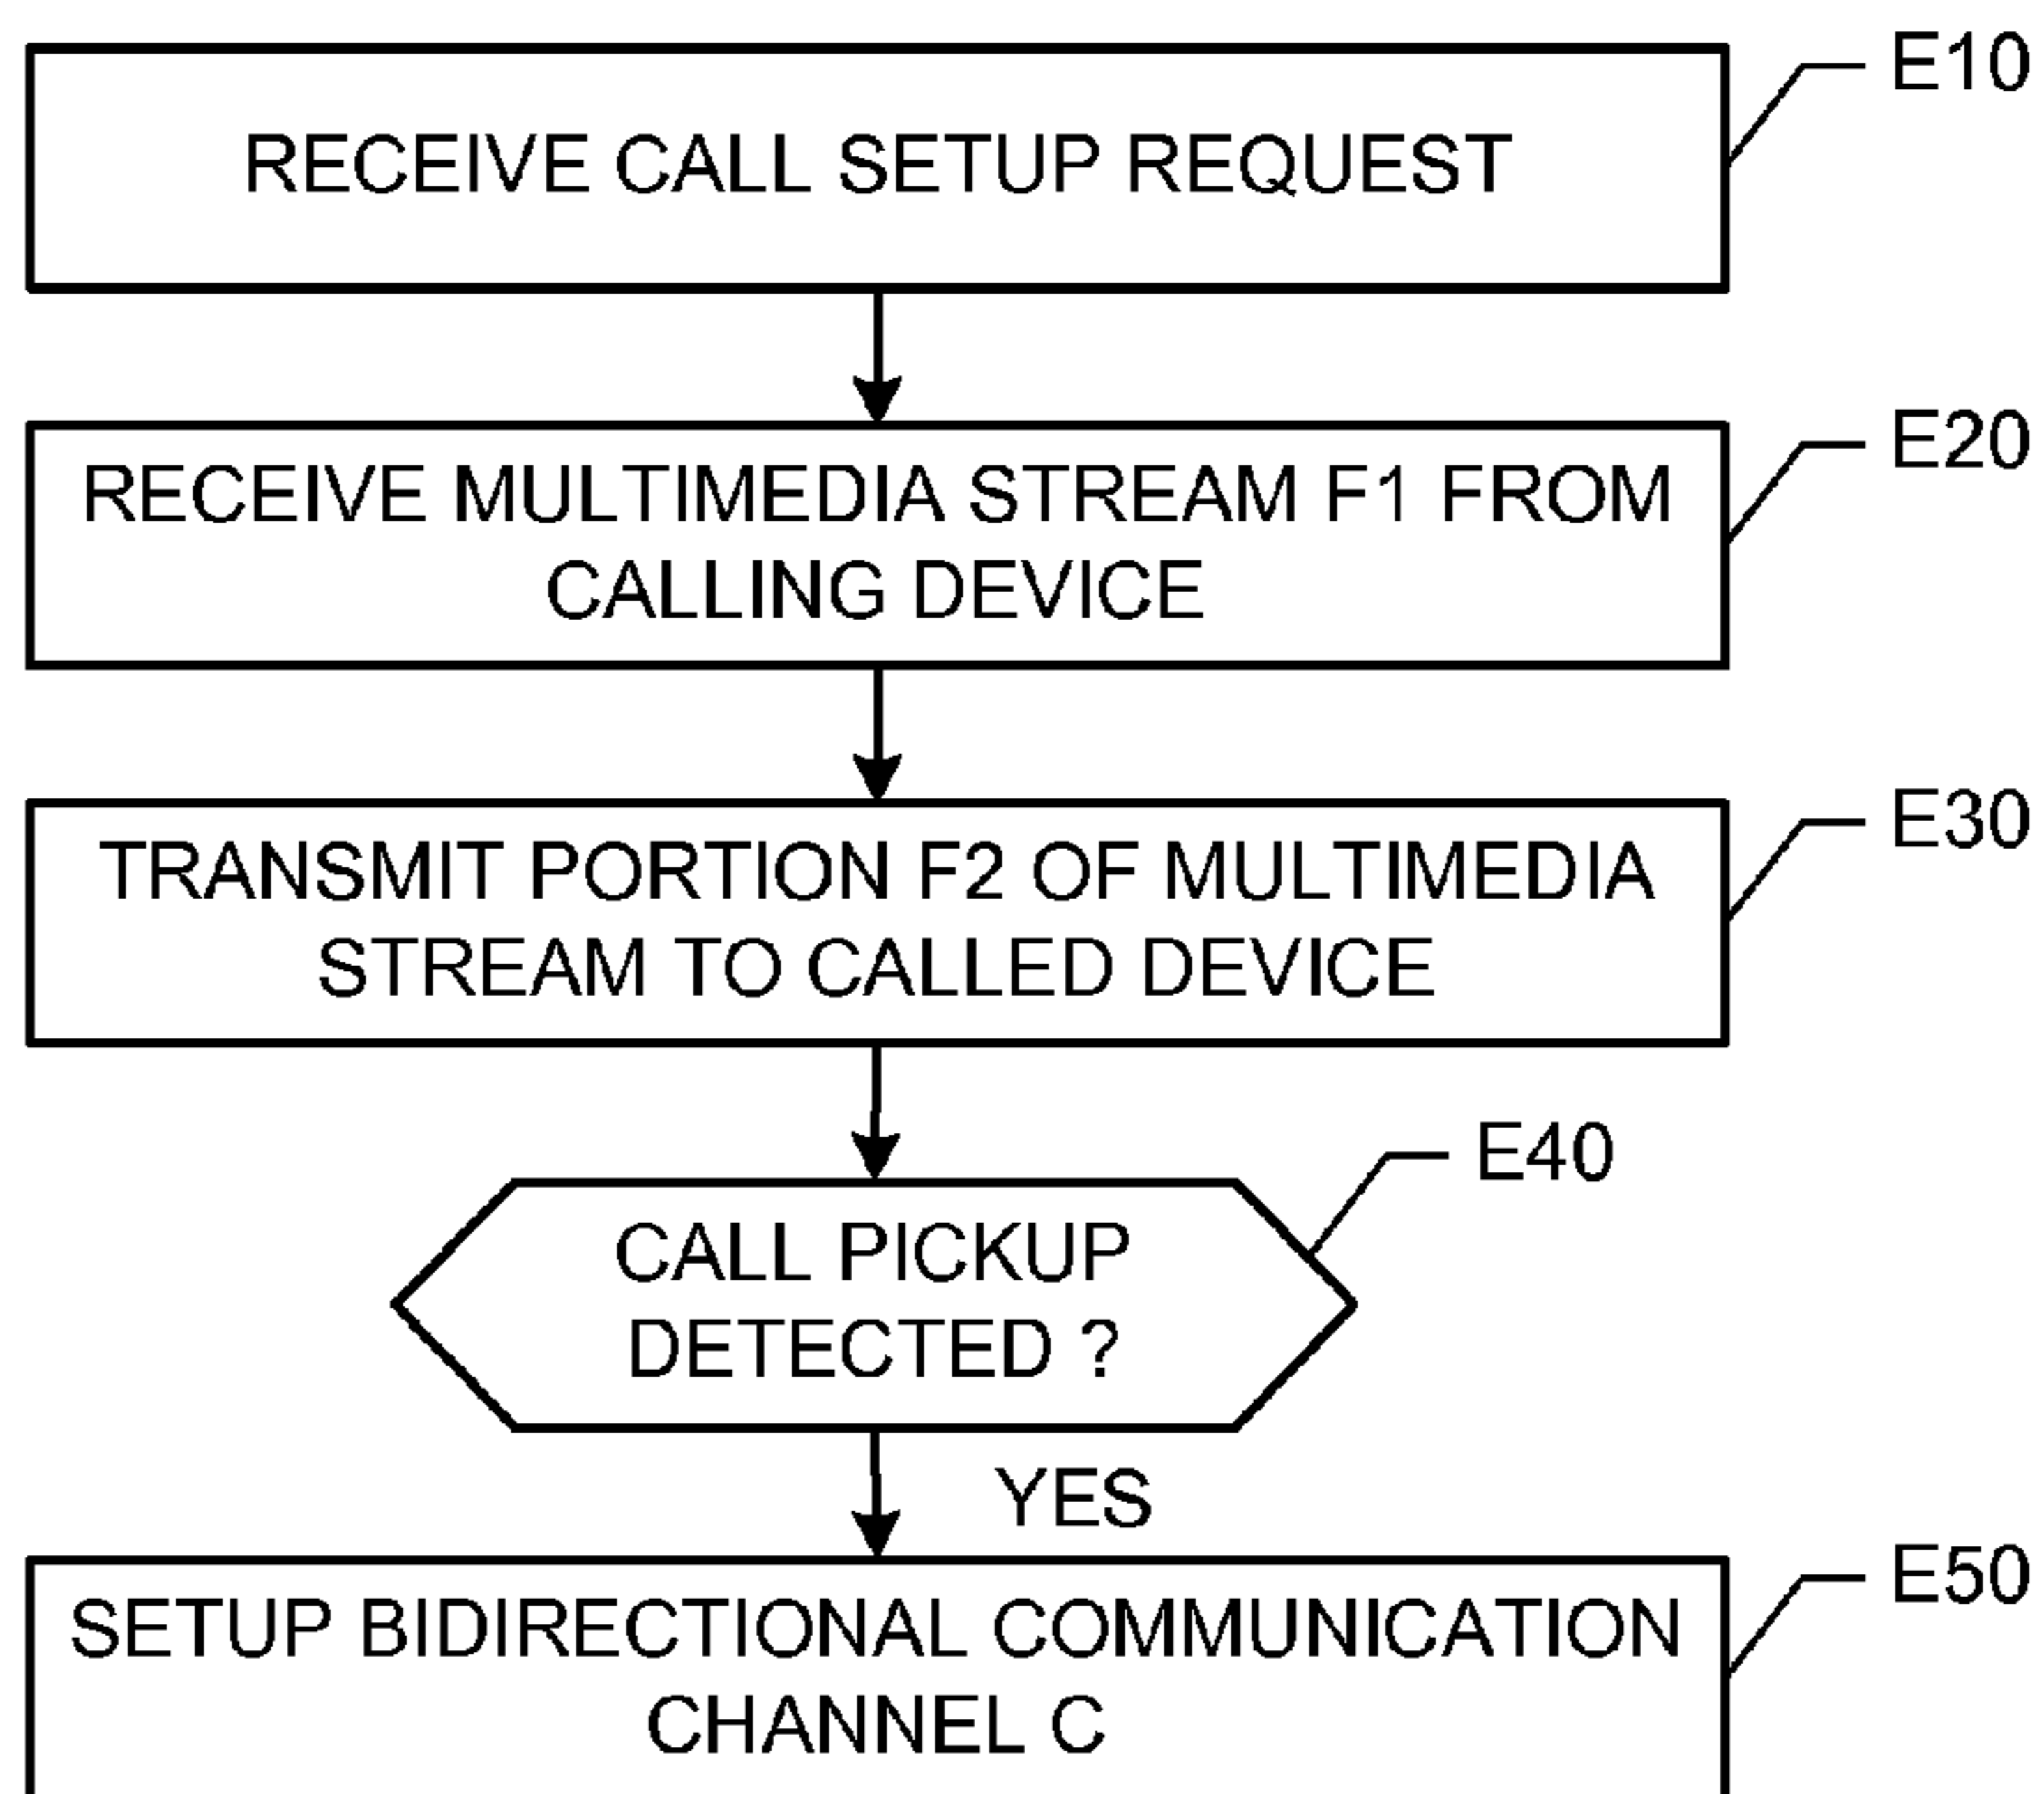 E10
RECEIVE CALL SETUP REQUEST
E20
RECEIVE MULTIMEDIA STREAM F1 FROM
CALLING DEVICE
E30
TRANSMIT PORTION F2 OF MULTIMEDIA
STREAM TO CALLED DEVICE
E40
CALL PICKUP
DETECTED ?
YES
E50
SETUP BIDIRECTIONAL COMMUNICATION
CHANNEL C